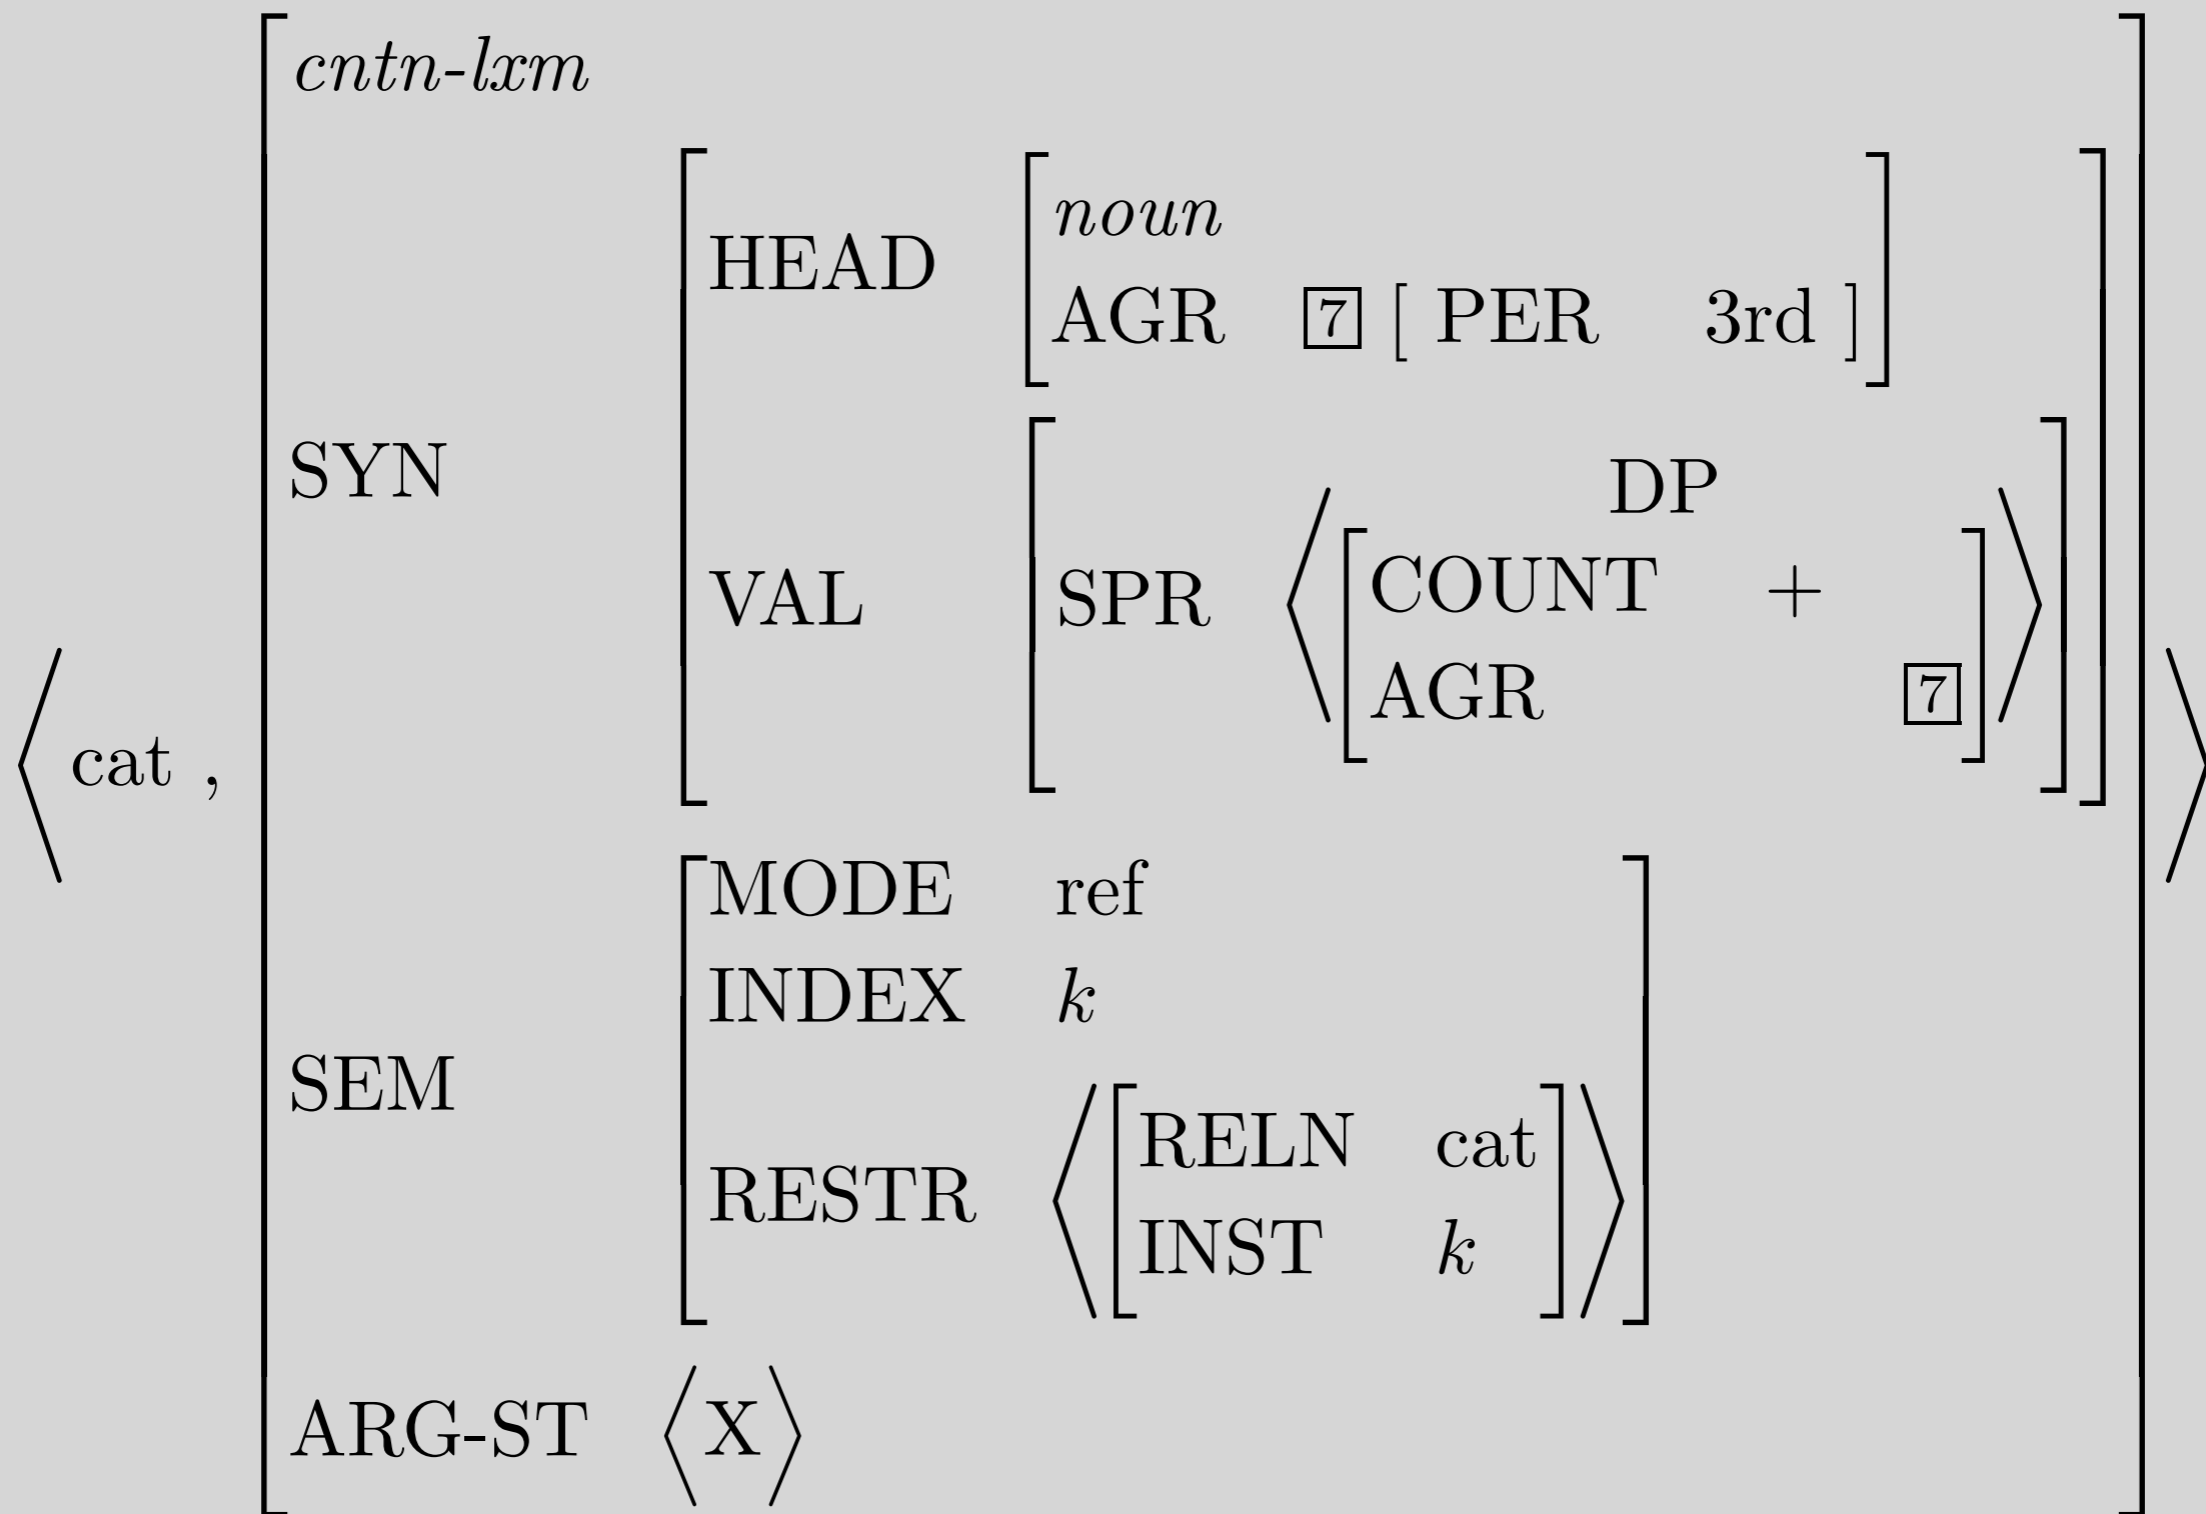 cntn-lxm
noun
HEAD
AGR 7 [ PER 3rd ]
SYN
DP
VAL [ SPR ⟨ [ COUNT +
AGR 7 ] ⟩ ]
⟨ cat ,
MODE ref
INDEX k
SEM
RELN cat
RESTR
INST k
ARG-ST ⟨X⟩